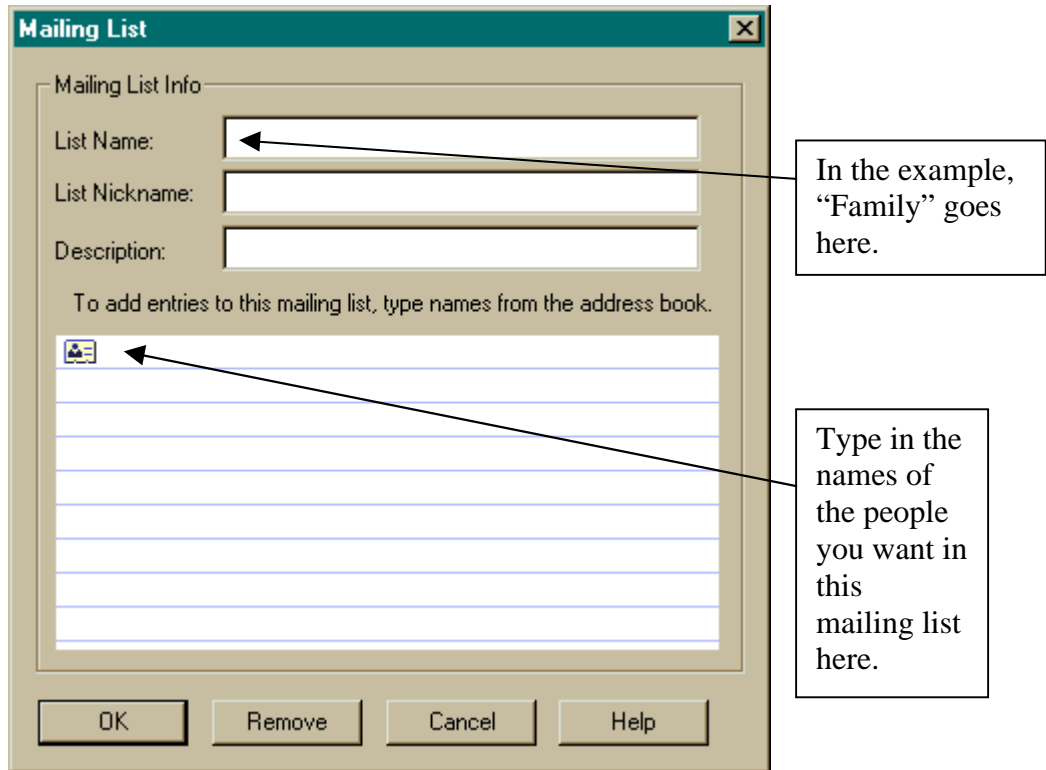 Mailing List
Mailing List Info
List Name:
List Nickname:
Description:
To add entries to this mailing list, type names from the address book.
OK
Remove
Cancel
Help
In the example,
“Family” goes
here.
Type in the
names of
the people
you want in
this
mailing list
here.